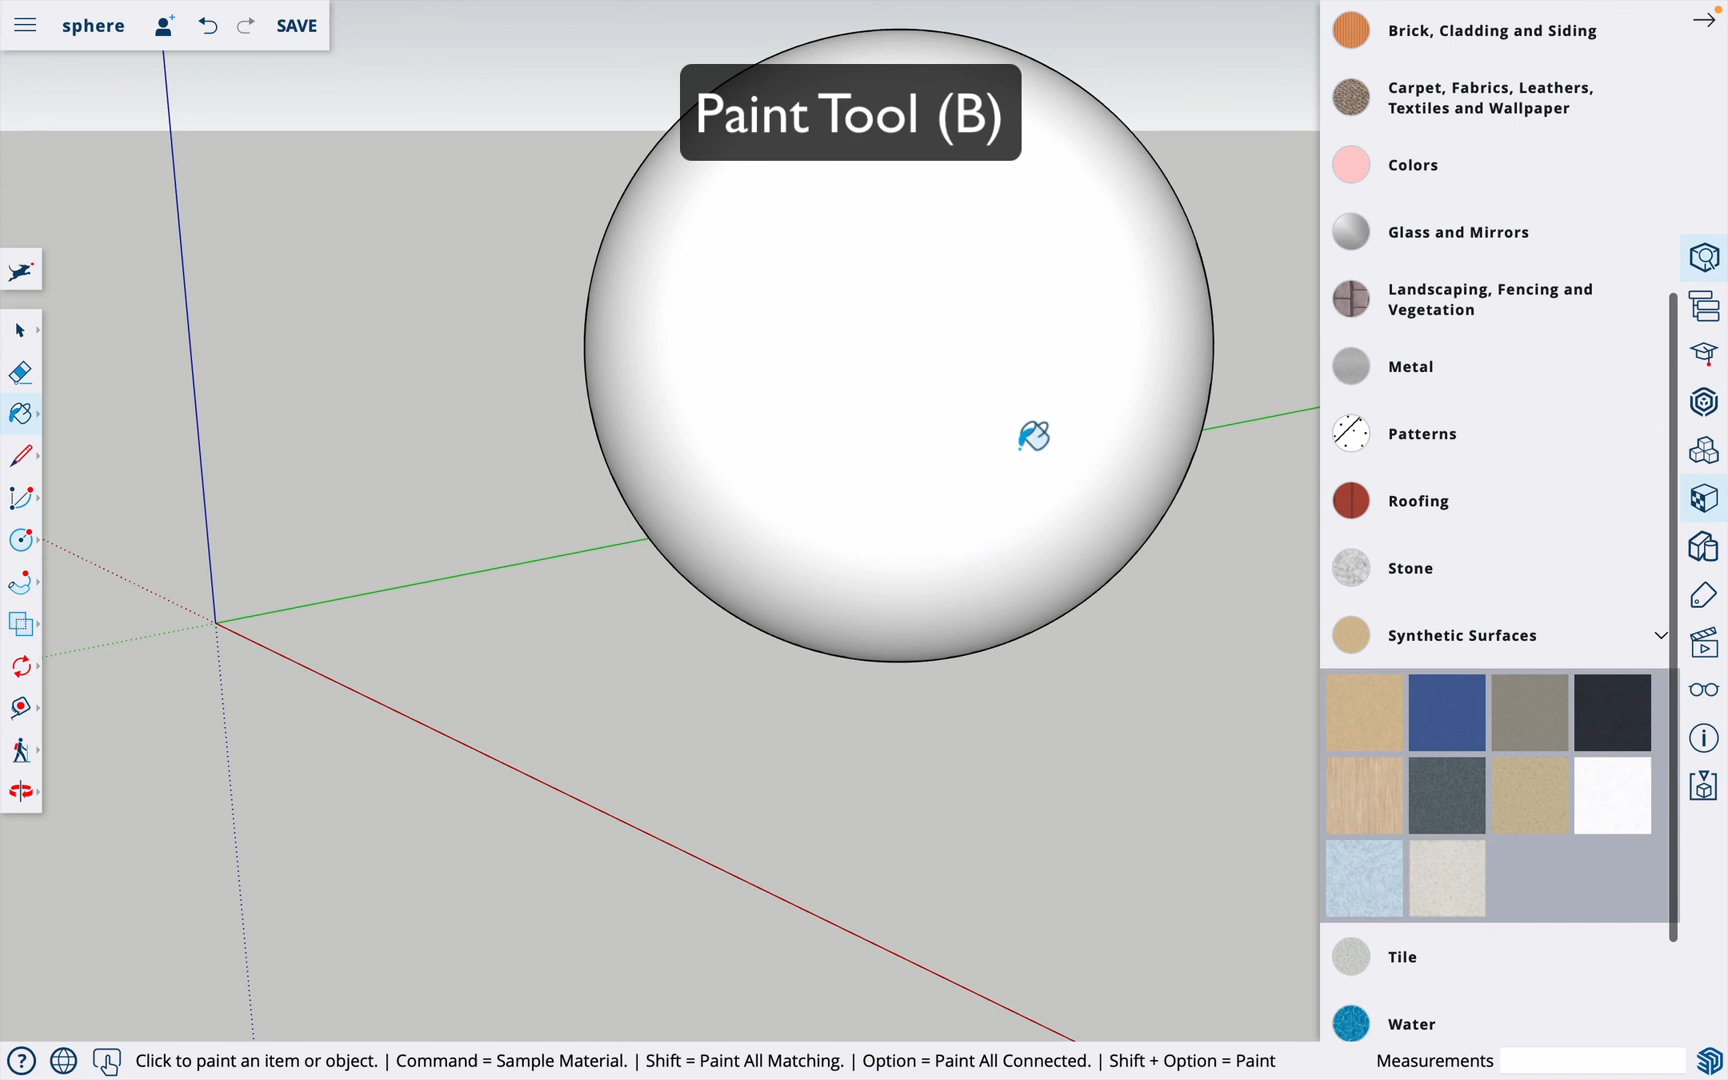 sphere
SAVE
Paint Tool (B)
Brick, Cladding and Siding
Carpet, Fabrics, Leathers,
Textiles and Wallpaper
Colors
Glass and Mirrors
Landscaping, Fencing and
Vegetation
Metal
Patterns
Roofing
Stone
Synthetic Surfaces
Tile
Water
Click to paint an item or object. | Command = Sample Material. | Shift = Paint All Matching. | Option = Paint All Connected. | Shift + Option = Paint
Measurements